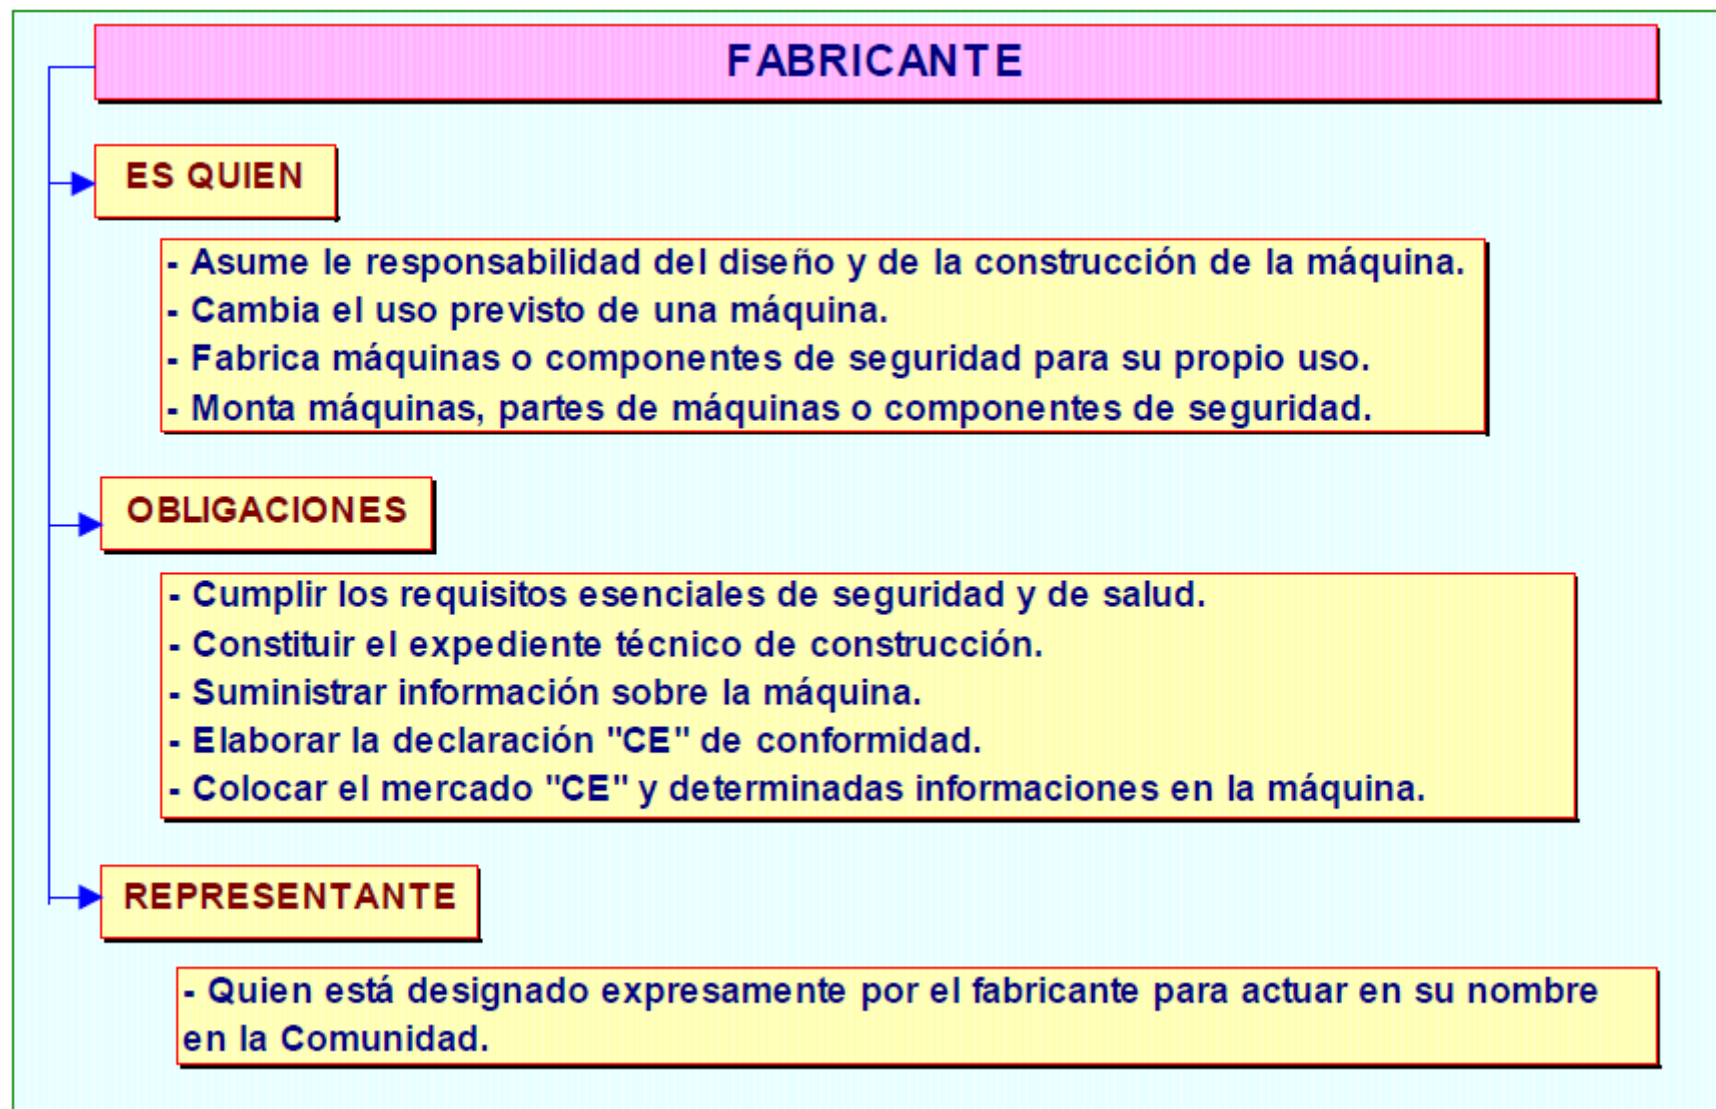 FABRICANTE
ES QUIEN
- Asume le responsabilidad del diseño y de la construcción de la máquina.
- Cambia el uso previsto de una máquina.
- Fabrica máquinas o componentes de seguridad para su propio uso.
- Monta máquinas, partes de máquinas o componentes de seguridad.
OBLIGACIONES
- Cumplir los requisitos esenciales de seguridad y de salud.
- Constituir el expediente técnico de construcción.
- Suministrar información sobre la máquina.
- Elaborar la declaración "CE" de conformidad.
- Colocar el mercado "CE" y determinadas informaciones en la máquina.
REPRESENTANTE
- Quien está designado expresamente por el fabricante para actuar en su nombre
en la Comunidad.